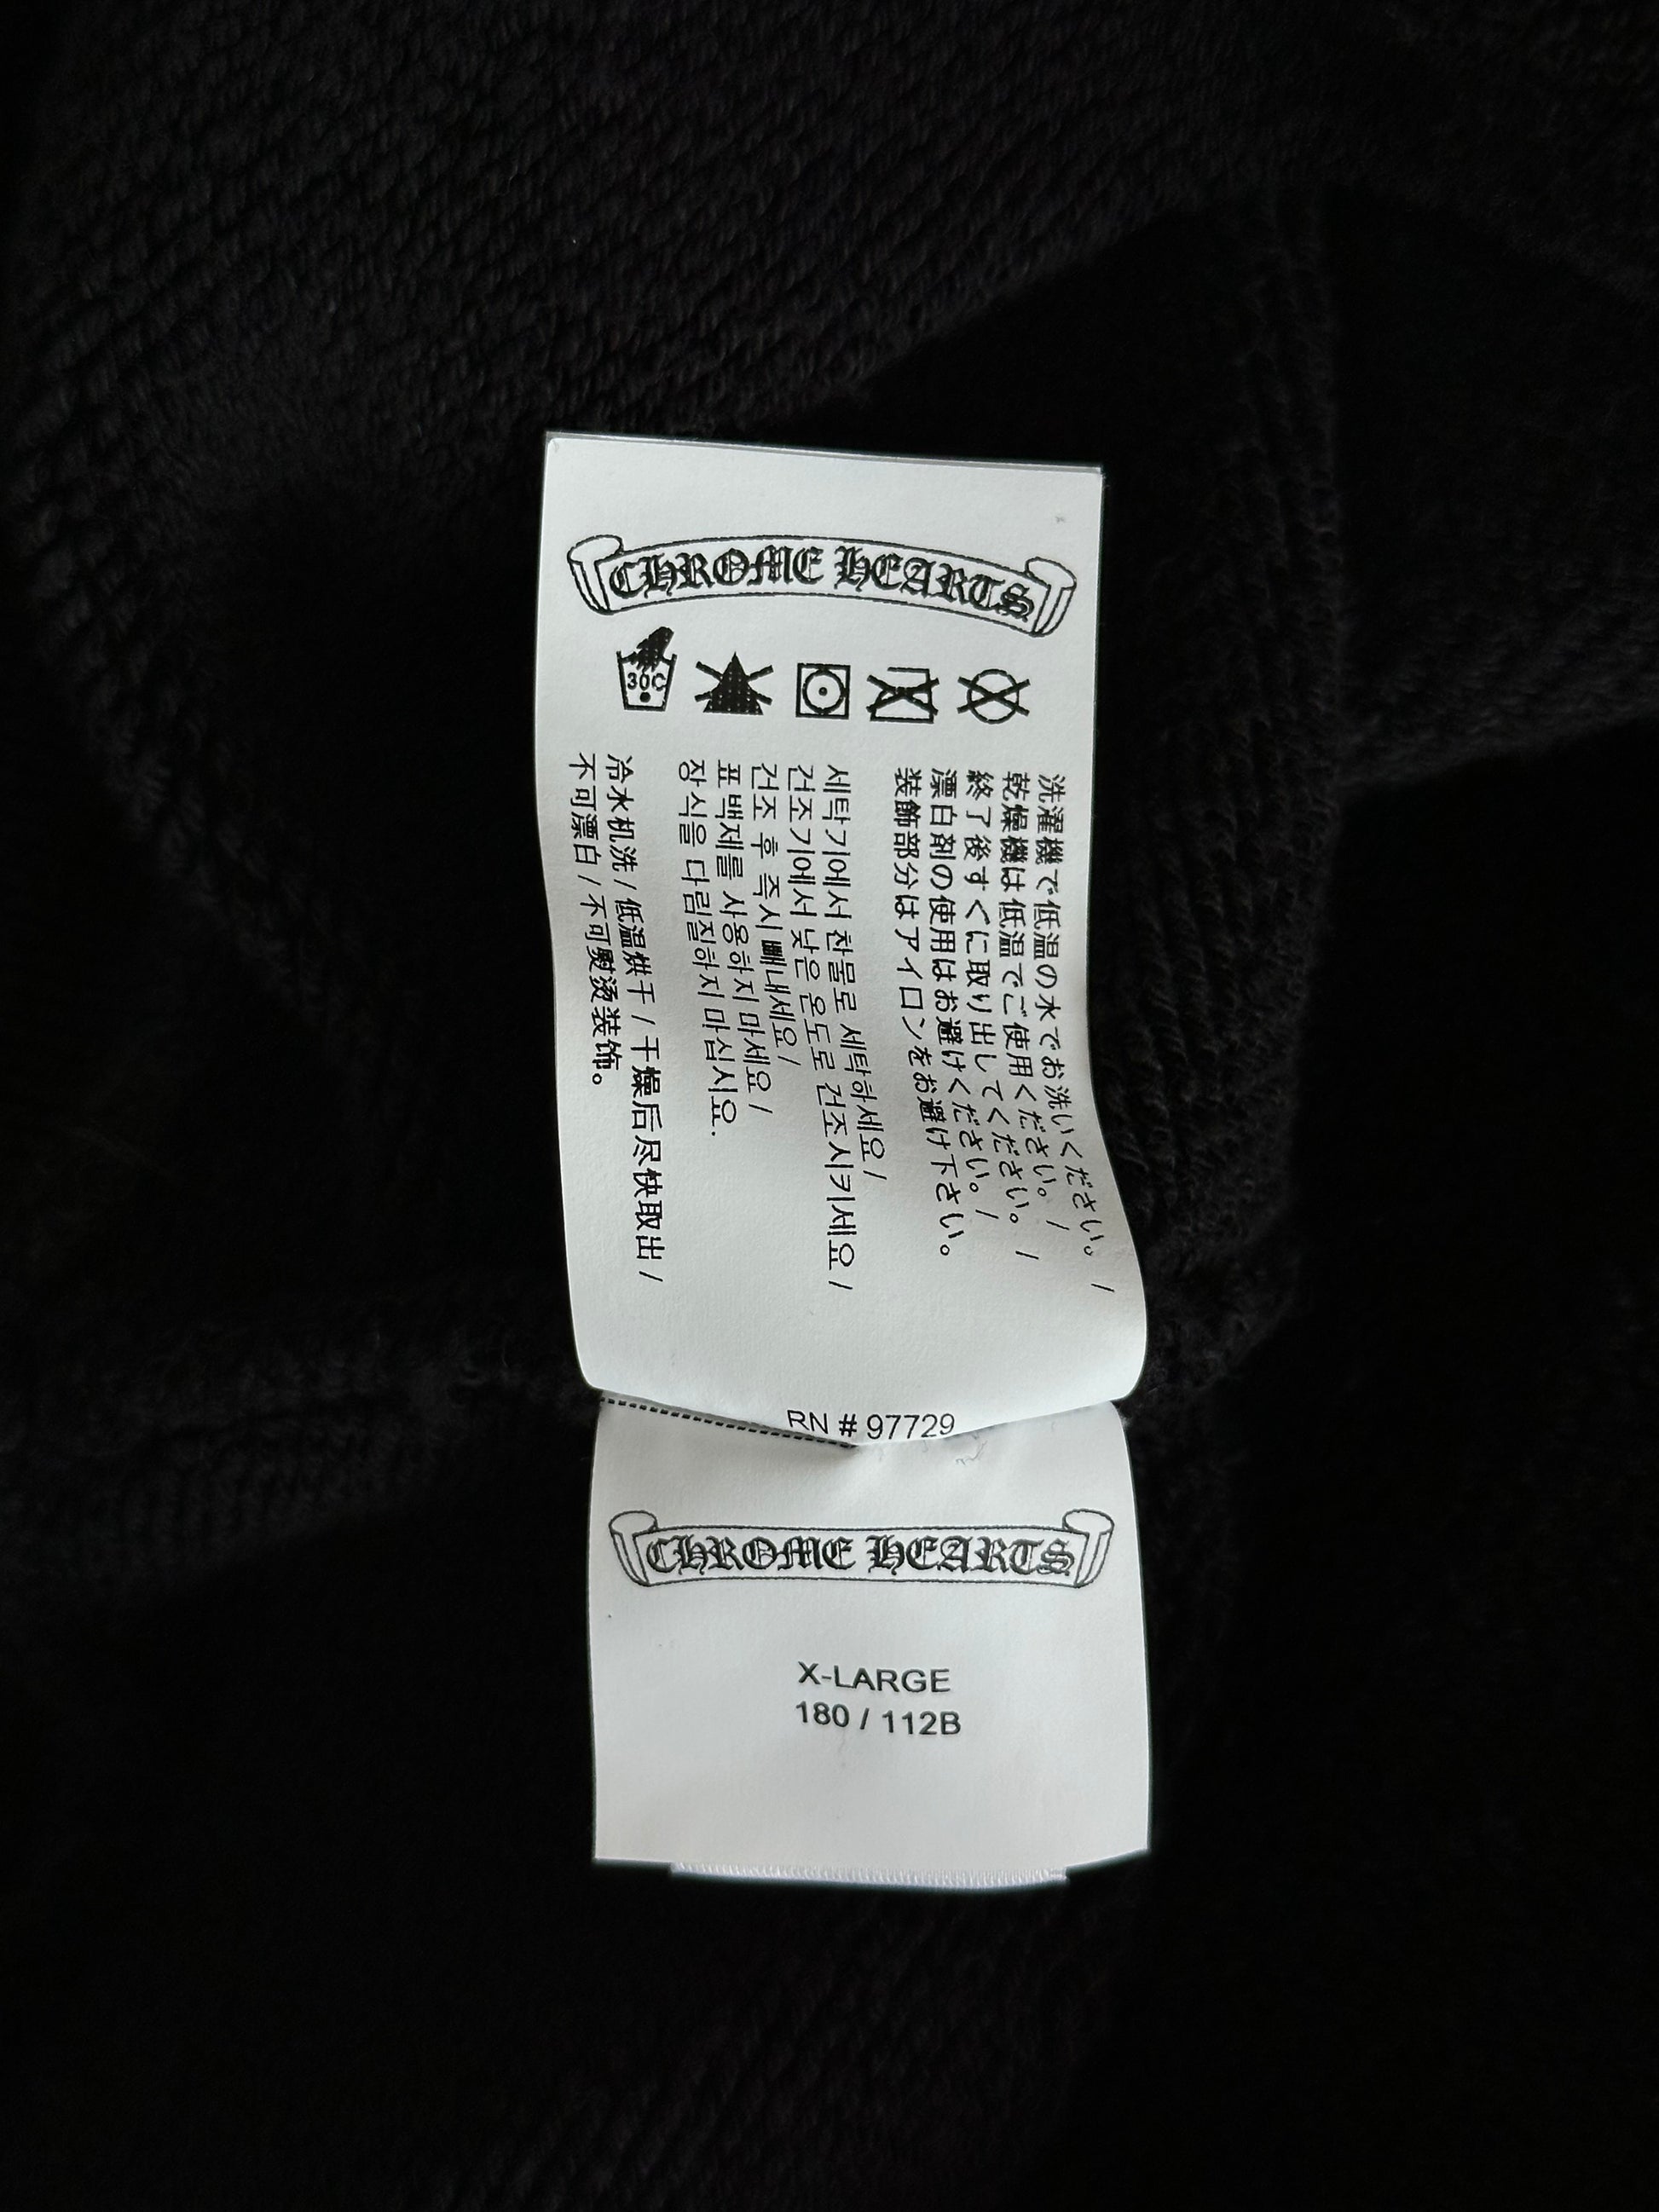 CHROME HEARTS
30C
洗濯機で低温の水でお洗いください。 /
乾燥機は低温でご使用ください。 /
終了後すぐに取り出してください。 /
漂白剤の使用はお避けください。 /
装飾部分はアイロンをお避け下さい。
세탁기에서 찬물로 세탁하세요 /
건조기에서 낮은 온도로 건조시키세요 /
건조 후 즉시 빼내세요 /
표백제를 사용하지 마세요 /
장식을 다림질하지 마십시요.
冷水机洗 / 低温烘干 / 干燥后尽快取出 /
不可漂白 / 不可熨烫装饰。
RN # 97729
CHROME HEARTS
X-LARGE
180 / 112B